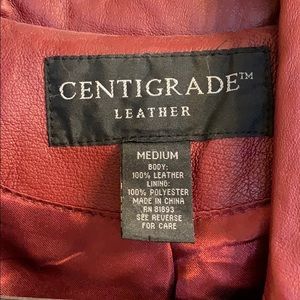 CENTIGRADE™
LEATHER
MEDIUM
BODY:
100% LEATHER
LINING:
100% POLYESTER
MADE IN CHINA
RN 81893
SEE REVERSE
FOR CARE